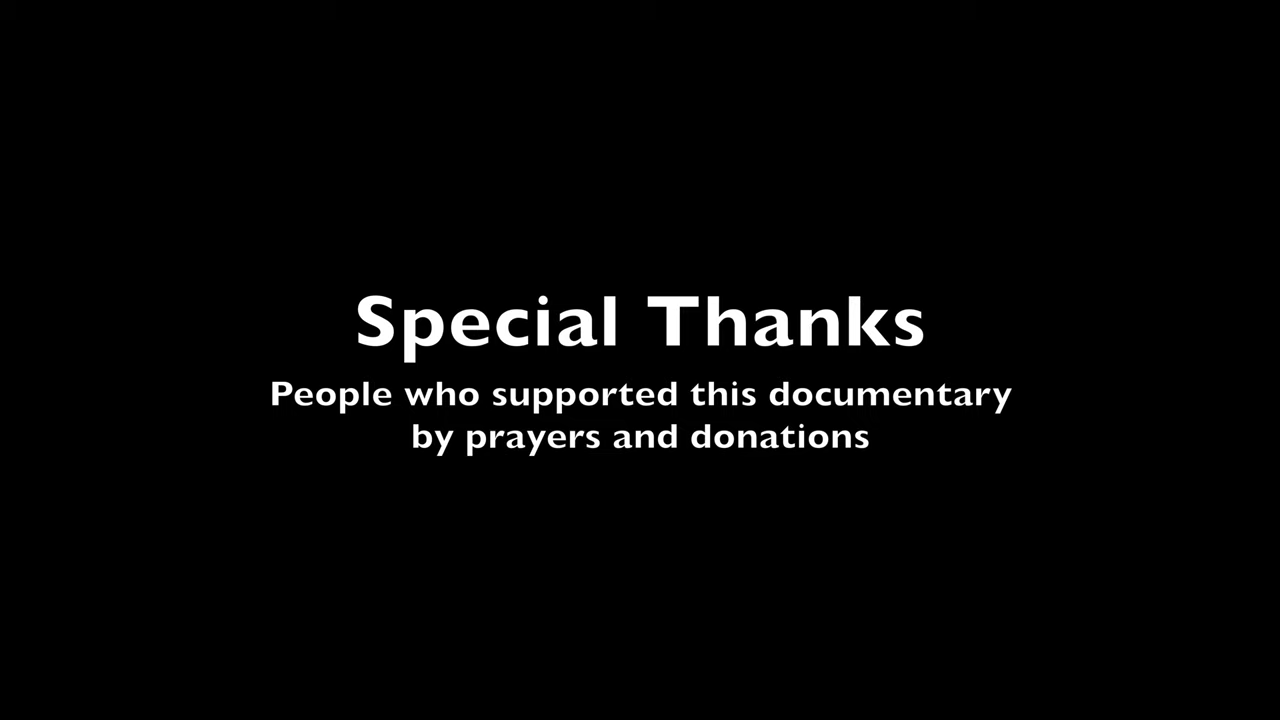 Special Thanks
People who supported this documentary
by prayers and donations